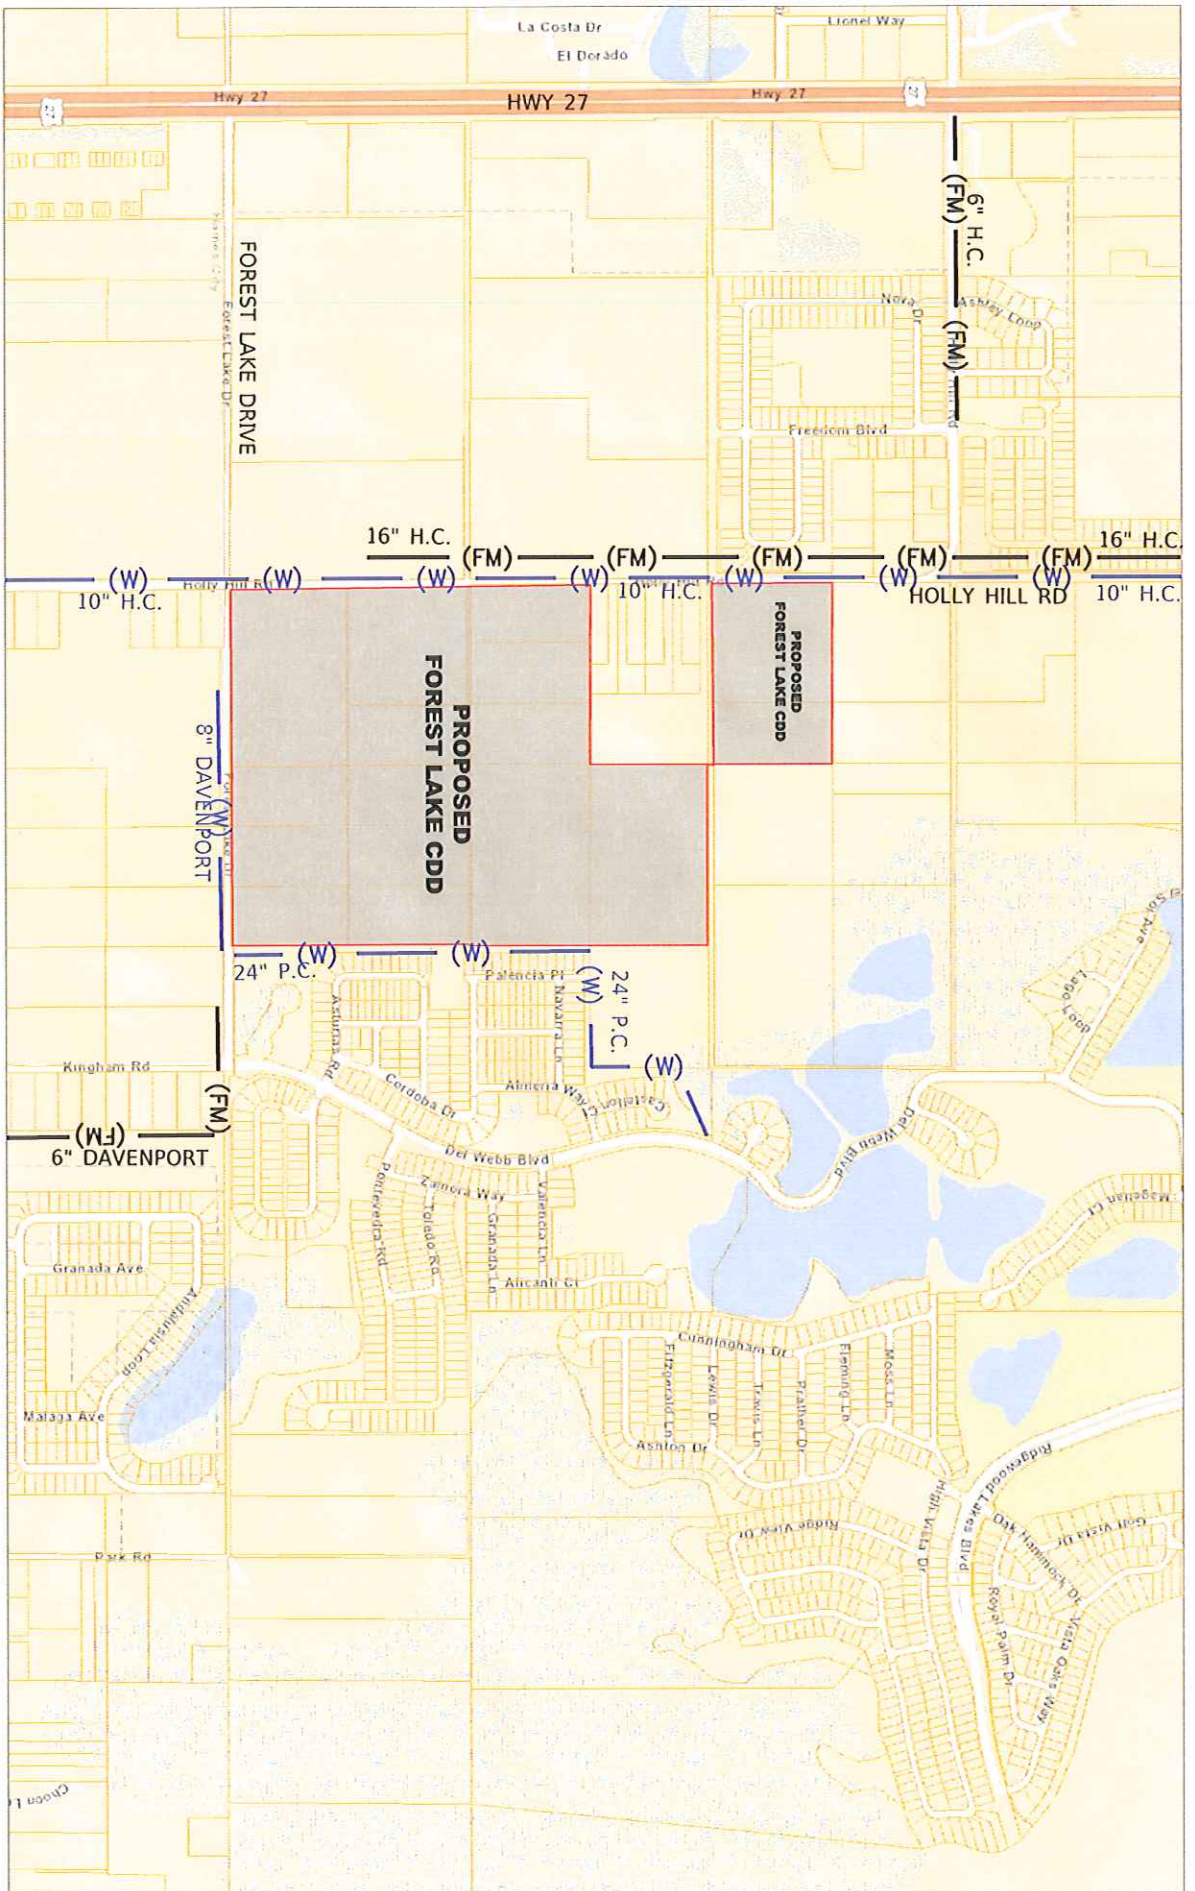 La Costa Dr
El Dorado
Lionel Way
27
Hwy 27
HWY 27
Hwy 27
27
6" H.C.
(FM)
(FM)
Nora Dr
Ashley Loop
Freedom Blvd
FOREST LAKE DRIVE
Haines City
Forest Lake Dr
16" H.C.
(FM)
(FM)
(FM)
(FM)
(FM)
16" H.C.
(W)
Holly Hill Rd
(W)
(W)
(W)
(W)
(W)
(W)
10" H.C.
10" H.C.
HOLLY HILL RD
10" H.C.
PROPOSED
FOREST LAKE CDD
PROPOSED
FOREST LAKE CDD
8" DAVENPORT
(W)
24" P.C.
(W)
(W)
(W)
24" P.C.
(W)
Palencia Pl
Navarra Ln
Asturias Rd
Cordoba Dr
Almeria Way
Castellon Ct
Kingham Rd
(FM)
(FM)
6" DAVENPORT
Del Webb Blvd
Del Webb Blvd
Lago Loop
Zamora Way
Pontevedra Rd
Toledo Rd
Granada Ln
Valencia Ln
Alicante Ct
Magellan Ct
Granada Ave
Andalusia Loop
Malaga Ave
Cunningham Dr
Fitzgerald Ln
Lewis Dr
Travis Ln
Prather Dr
Fleming Ln
Moss Ln
Ashton Dr
Ridgewood Lakes Blvd
High Vista Dr
Ridge View Dr
Oak Hammock Dr
Golf Vista Dr
Royal Palm Dr
Vista Oaks Way
Park Rd